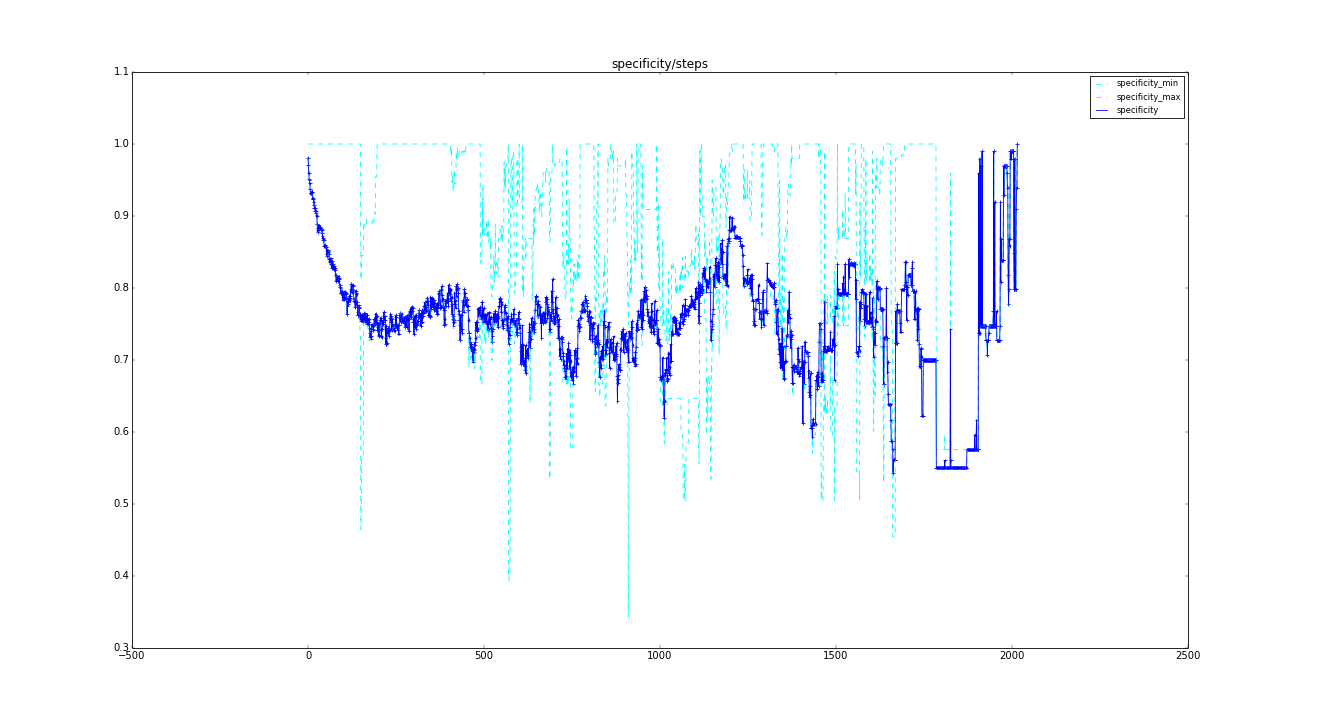 specificity/steps
1.1
1.0
0.9
0.8
0.7
0.6
0.5
0.4
0.3
specificity_min
specificity_max
specificity
−500 0 500 1000 1500 2000 2500